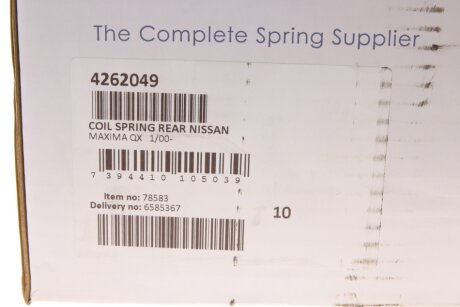 The Complete Spring Supplier
4262049
COIL SPRING REAR NISSAN
MAXIMA QX 1/00-
7 394410 105039
Item no: 78583
Delivery no: 6585367
10